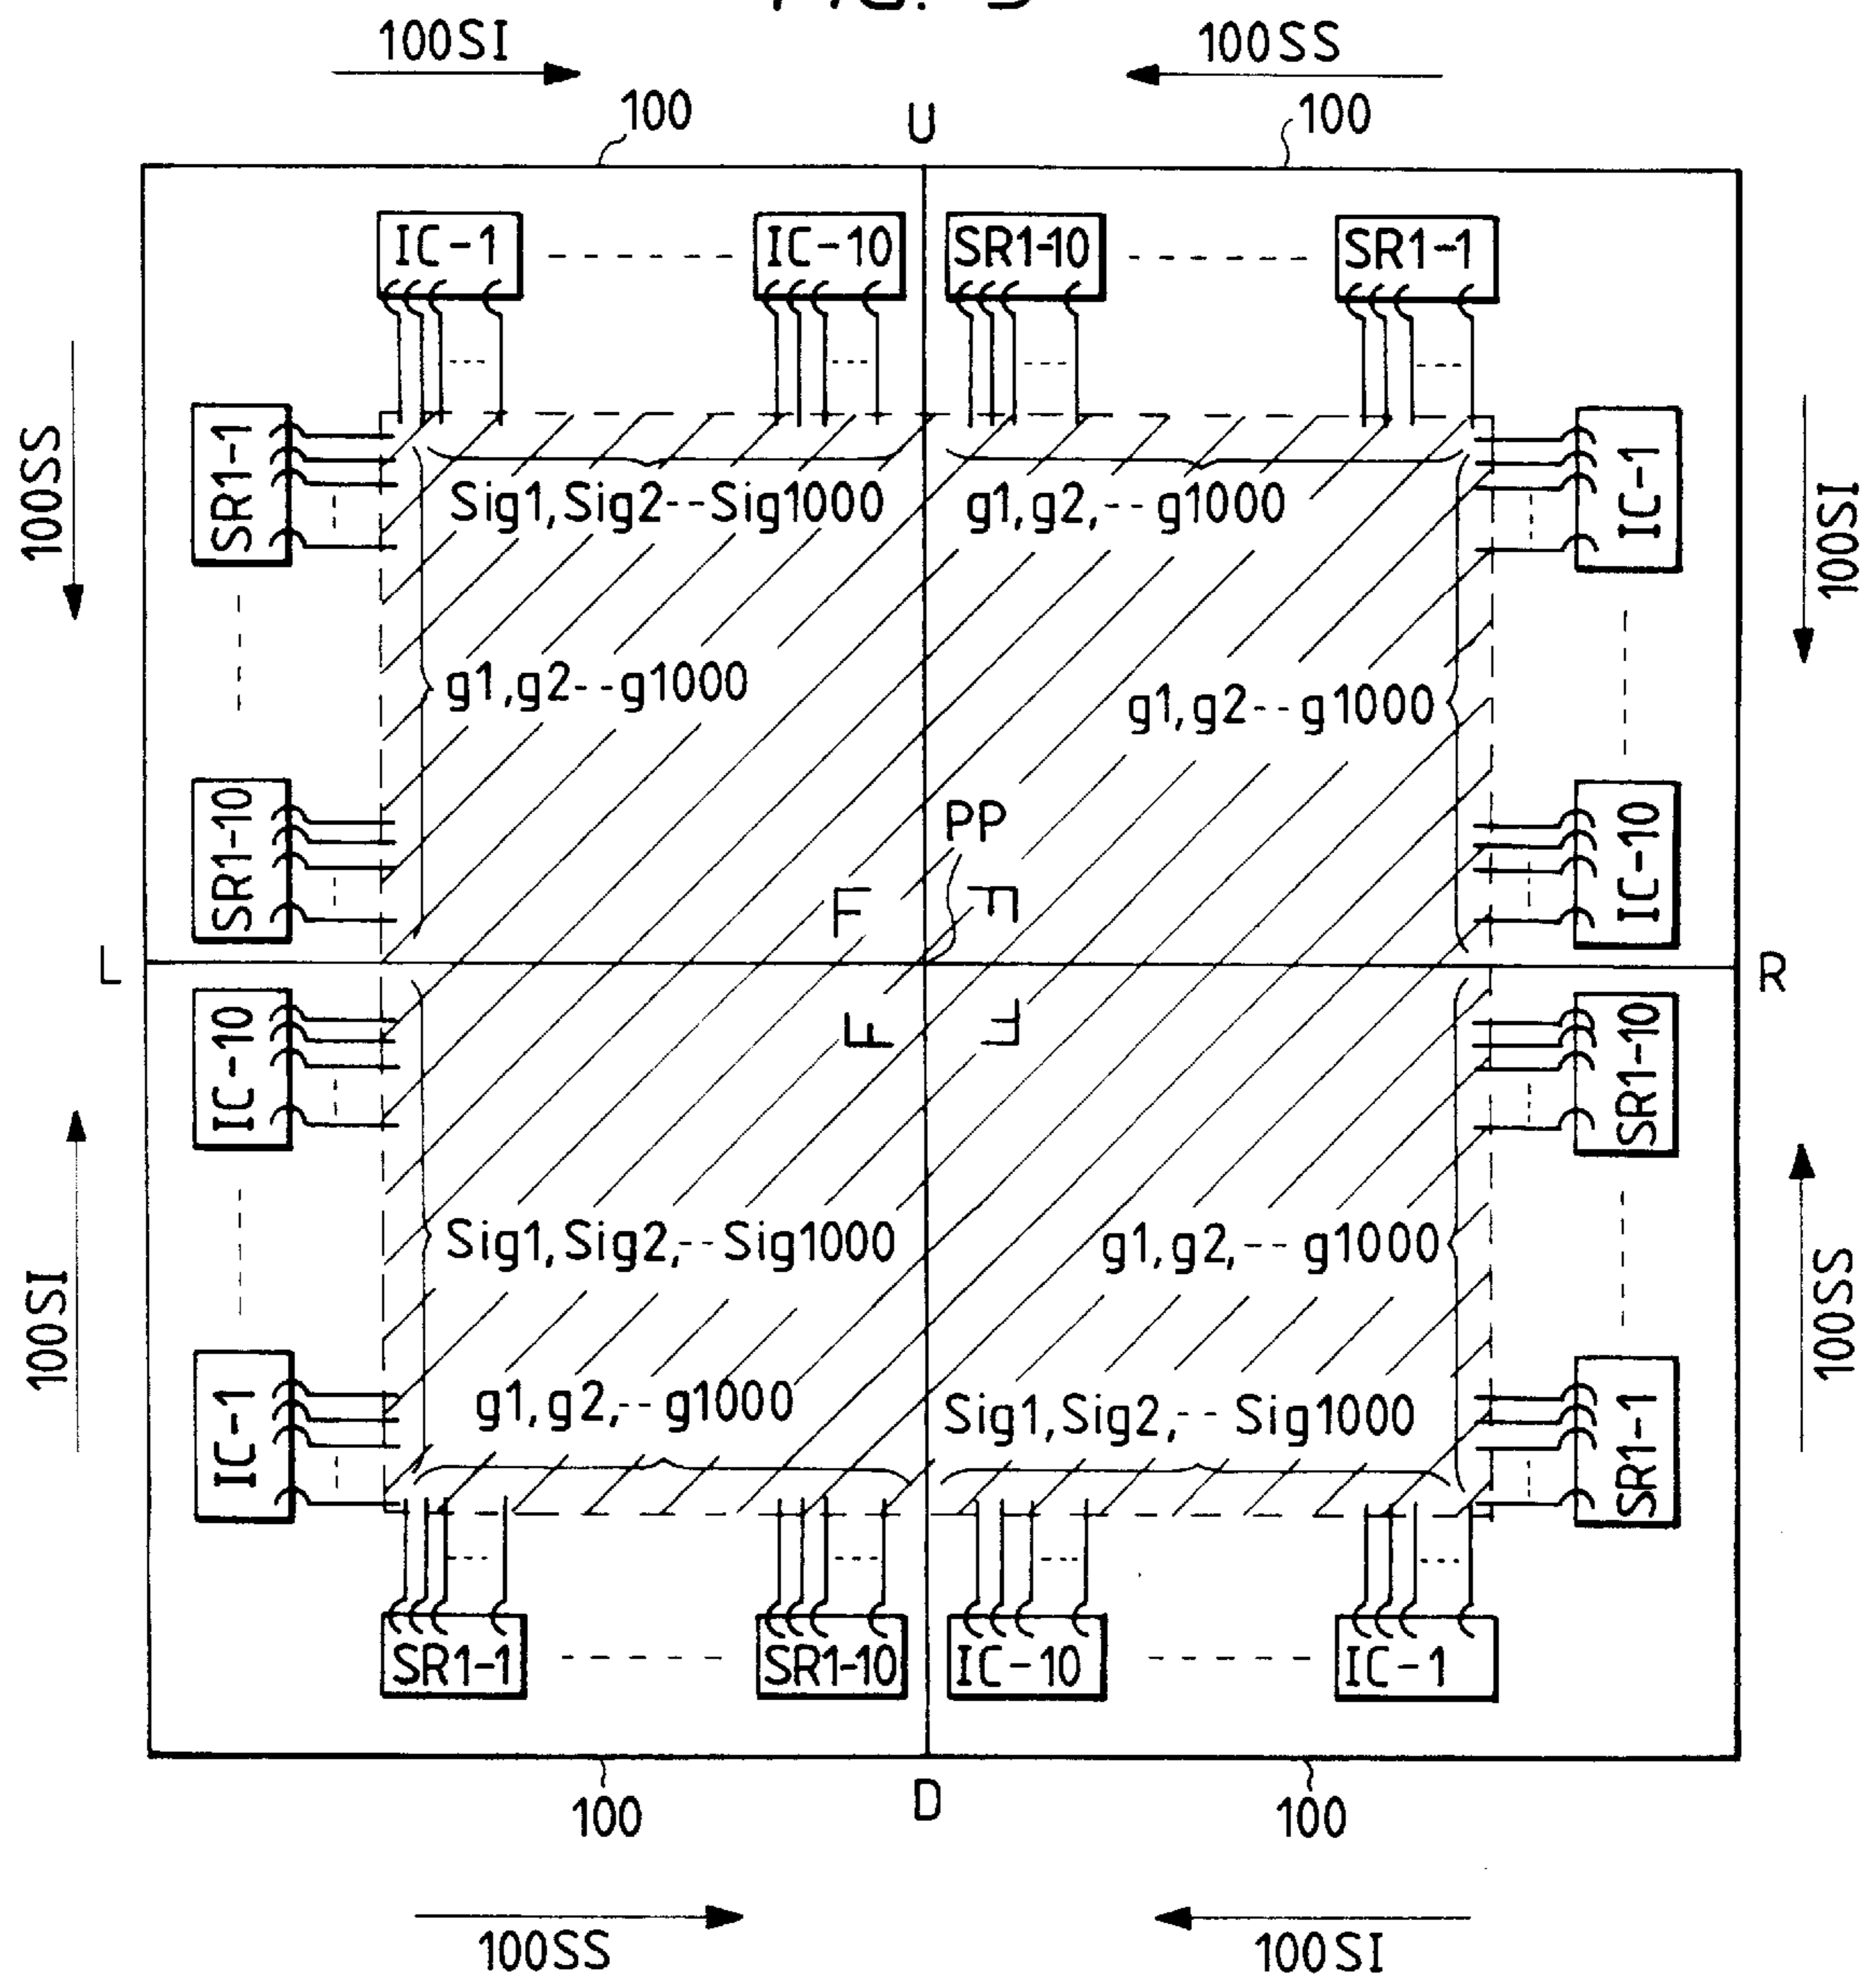 100SI
100SS
100
U
100
IC-1
IC-10
SR1-10
SR1-1
SR1-1
100SS
Sig1,Sig2--Sig1000
g1,g2,--g1000
IC-1
100SI
g1,g2--g1000
g1,g2--g1000
SR1-10
PP
IC-10
F
F
L
R
IC-10
F
F
SR1-10
100SI
Sig1,Sig2,--Sig1000
g1,g2,--g1000
100SS
IC-1
g1,g2,--g1000
Sig1,Sig2,--Sig1000
SR1-1
SR1-1
SR1-10
IC-10
IC-1
100
D
100
100SS
100SI